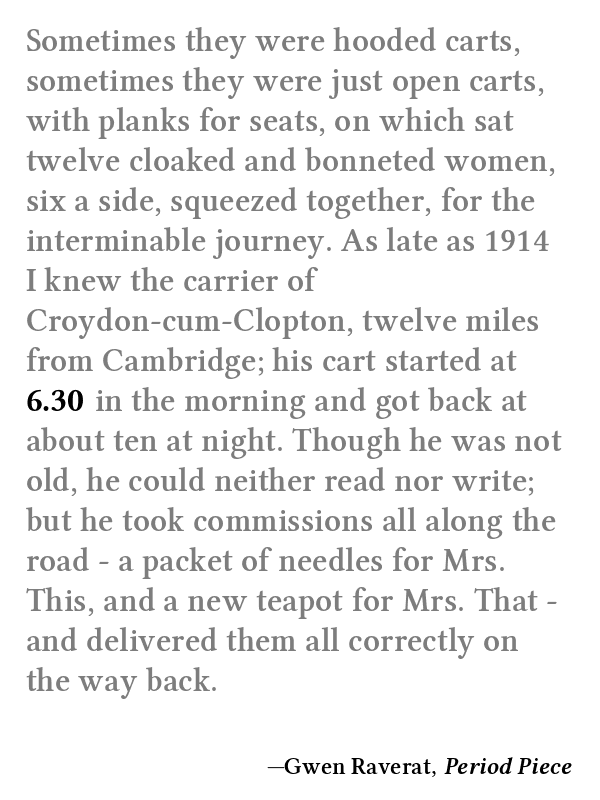 Sometimes they were hooded carts,
sometimes they were just open carts,
with planks for seats, on which sat
twelve cloaked and bonneted women,
six a side, squeezed together, for the
interminable journey. As late as 1914
I knew the carrier of
Croydon-cum-Clopton, twelve miles
from Cambridge; his cart started at
6.30 in the morning and got back at
about ten at night. Though he was not
old, he could neither read nor write;
but he took commissions all along the
road - a packet of needles for Mrs.
This, and a new teapot for Mrs. That -
and delivered them all correctly on
the way back.
—Gwen Raverat, Period Piece